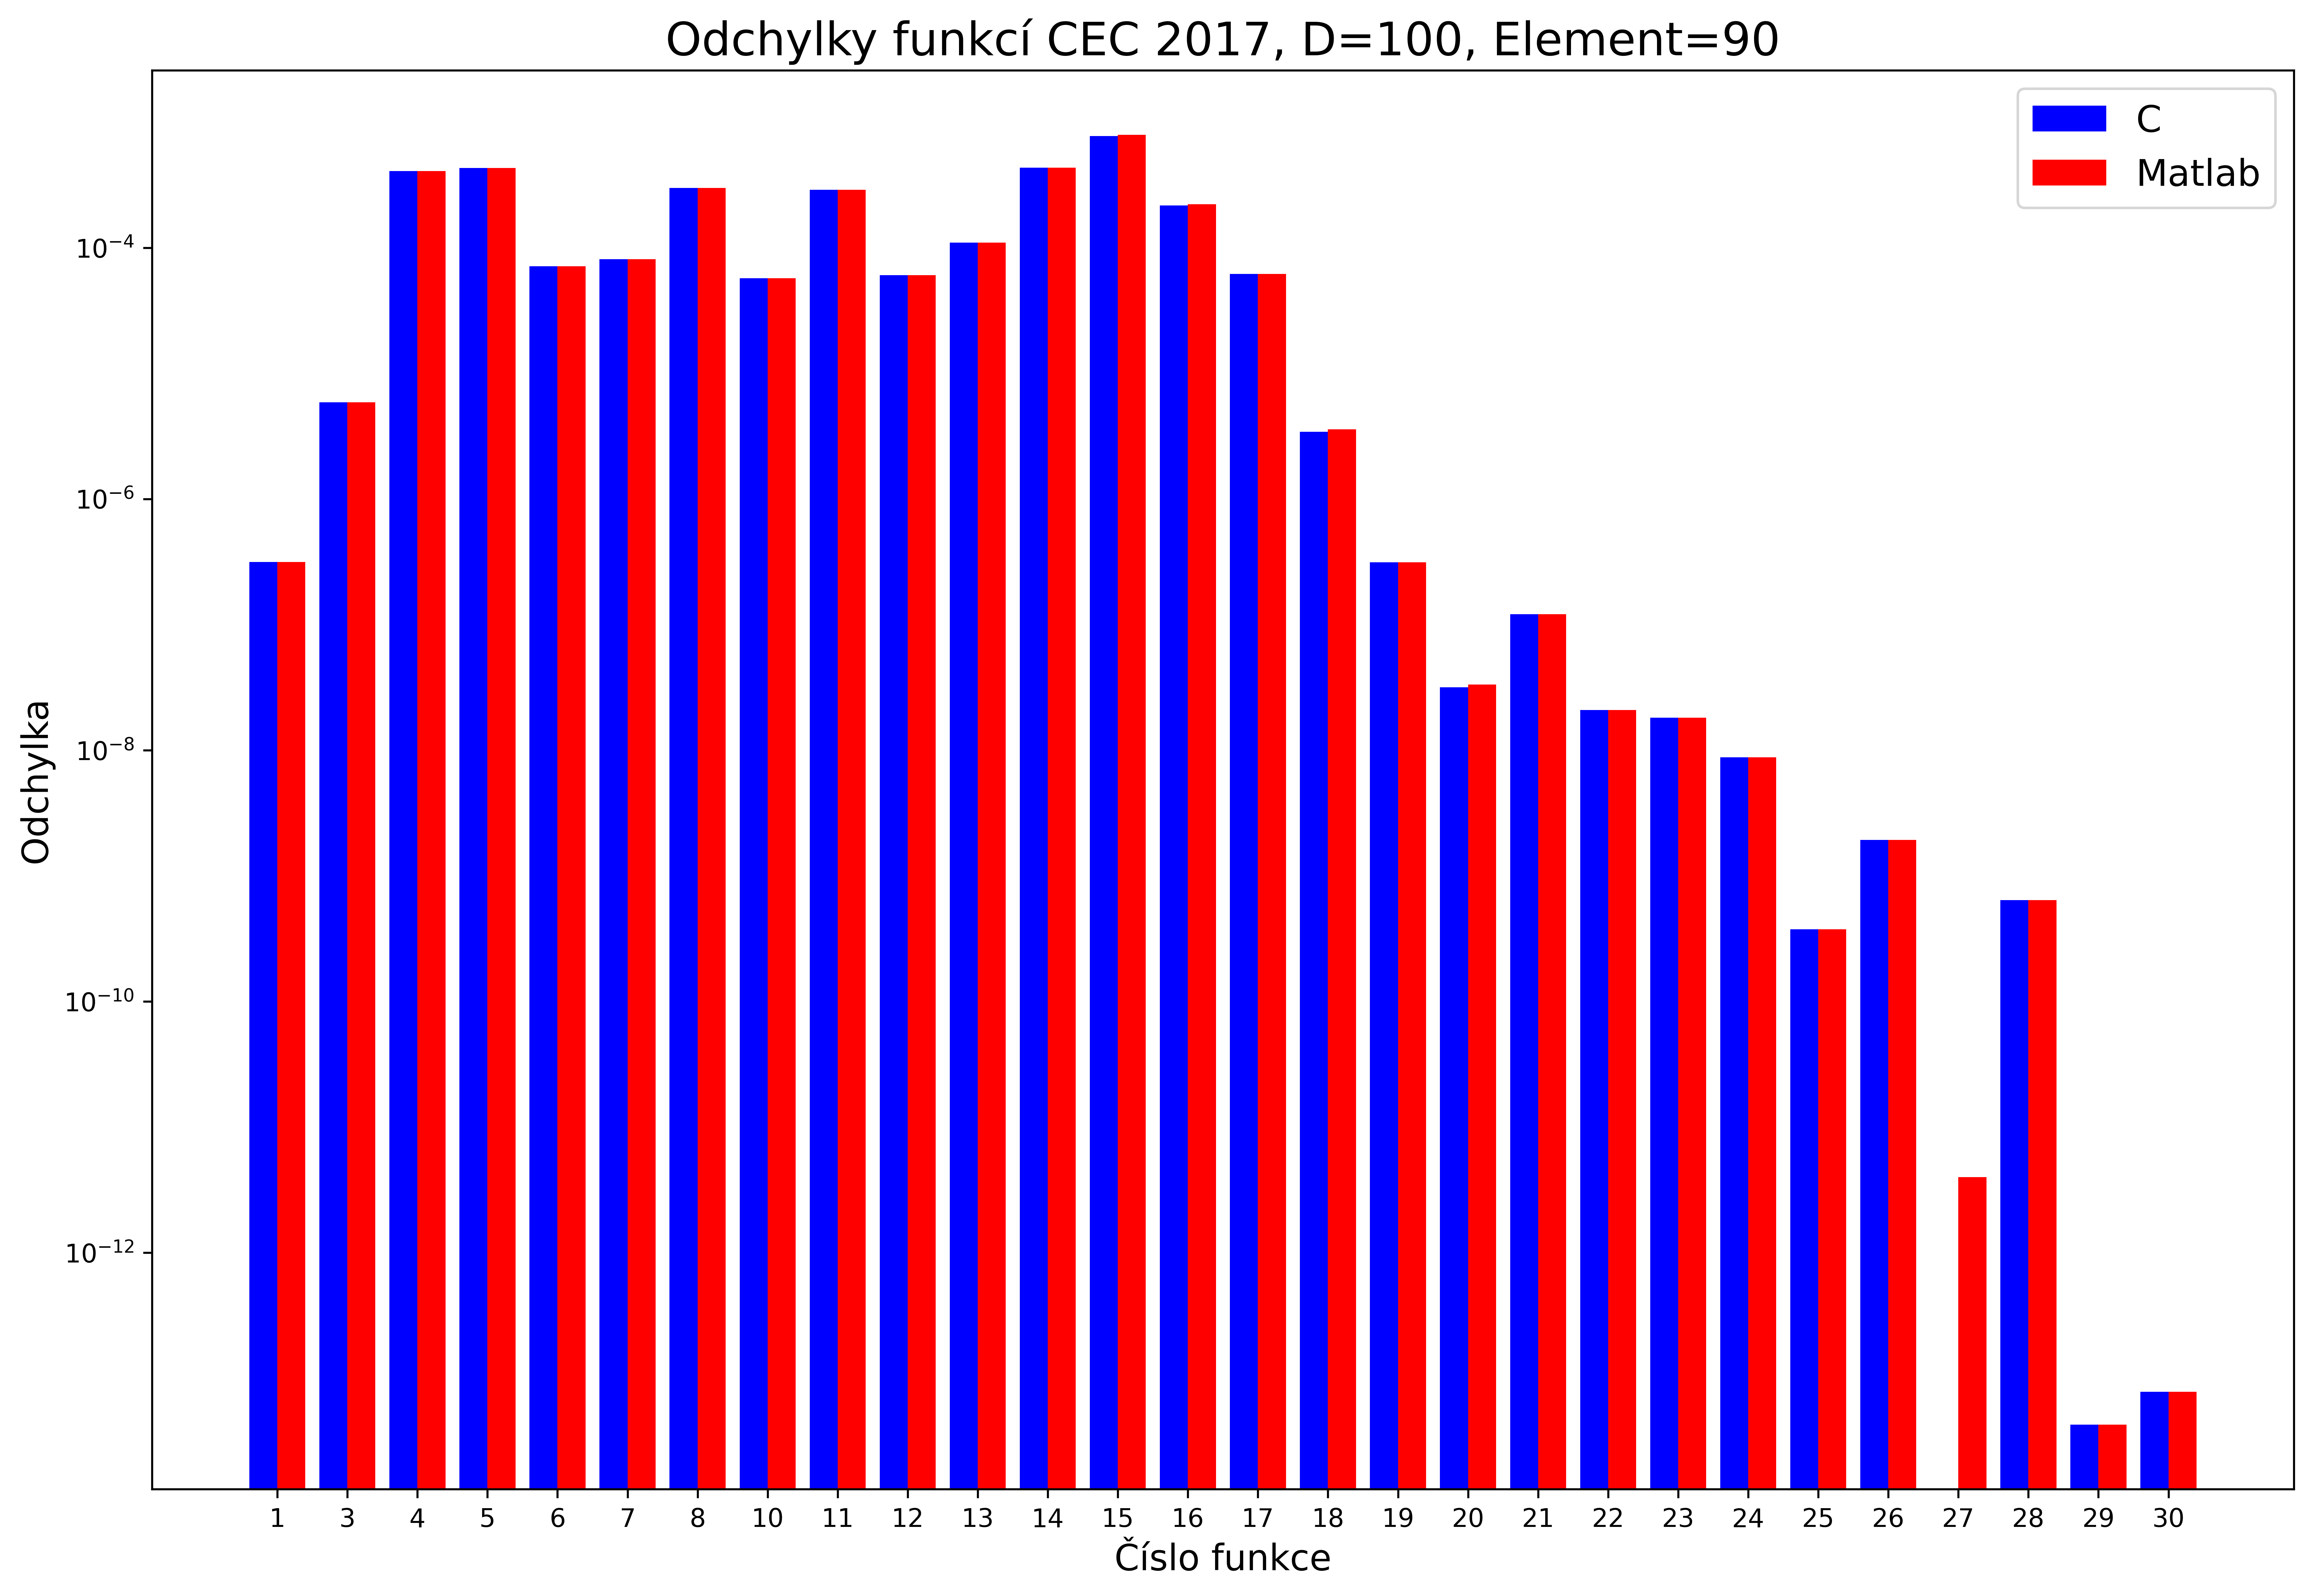 Odchylky funkcí CEC 2017, D=100, Element=90
C
Matlab
Odchylka
10⁻⁴
10⁻⁶
10⁻⁸
10⁻¹⁰
10⁻¹²
1 3 4 5 6 7 8 10 11 12 13 14 15 16 17 18 19 20 21 22 23 24 25 26 27 28 29 30
Číslo funkce